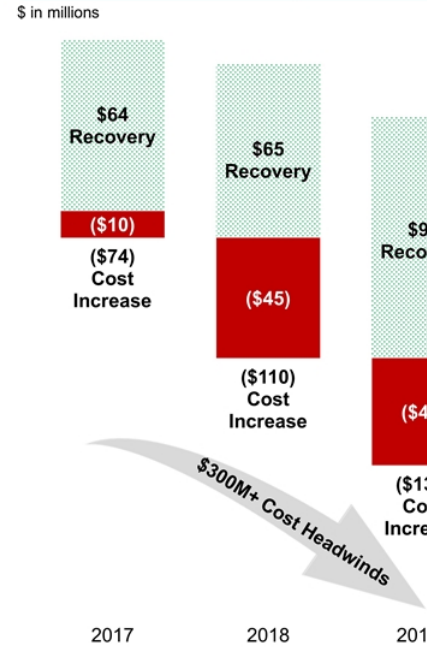 $ in millions
$64
Recovery
($10)
($74)
Cost
Increase
$65
Recovery
($45)
($110)
Cost
Increase
$300M+ Cost Headwinds
2017
2018